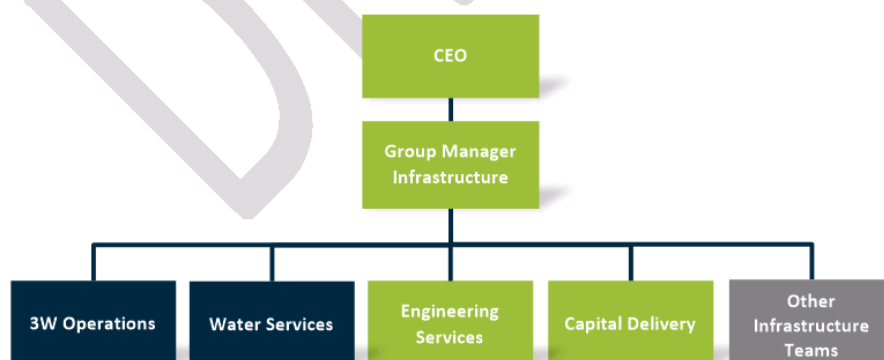 CEO
Group Manager
Infrastructure
3W Operations
Water Services
Engineering
Services
Capital Delivery
Other
Infrastructure
Teams